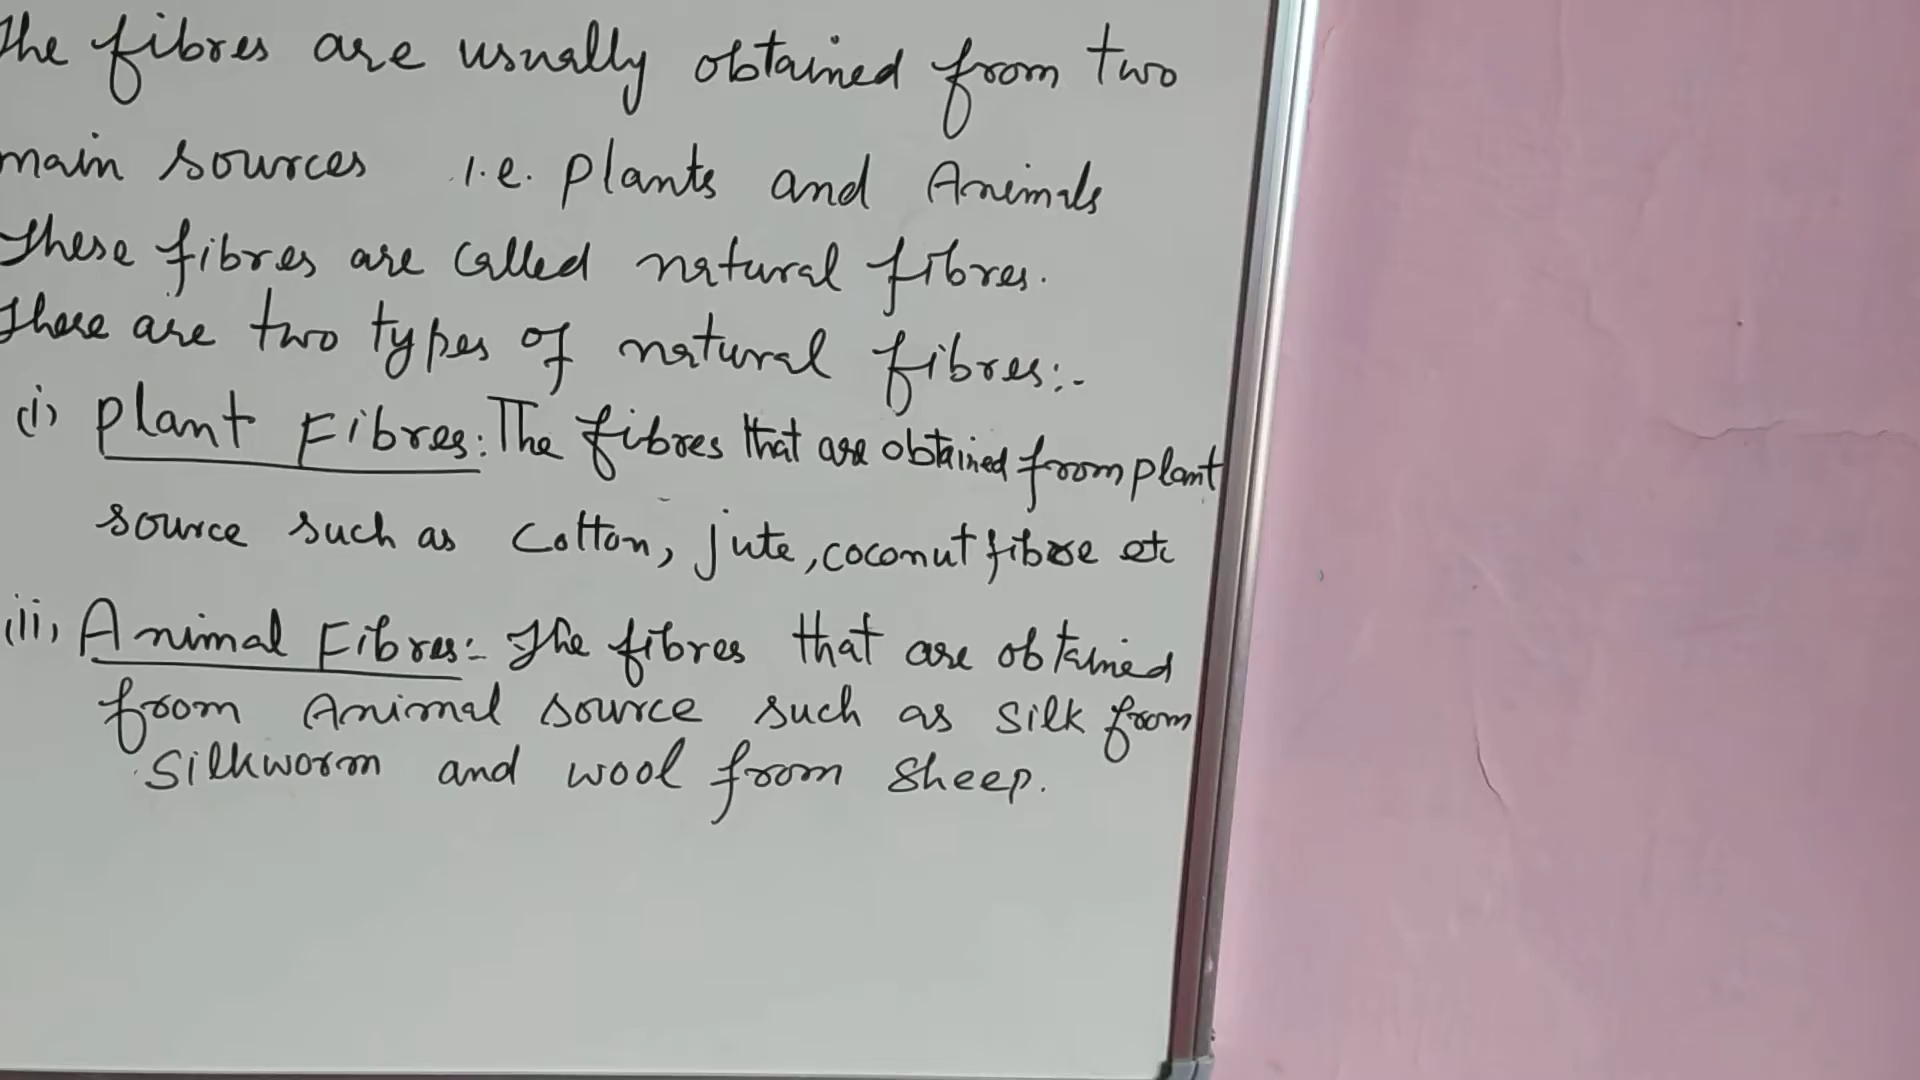 The fibres are usually obtained from two
main sources i.e. plants and Animals
These fibres are called natural fibres.
There are two types of natural fibres:-
(i) Plant Fibres: The fibres that are obtained from plant
source such as cotton, jute, coconut fibre etc
(ii) Animal Fibres:- The fibres that are obtained
from Animal source such as silk from
silkworm and wool from sheep.